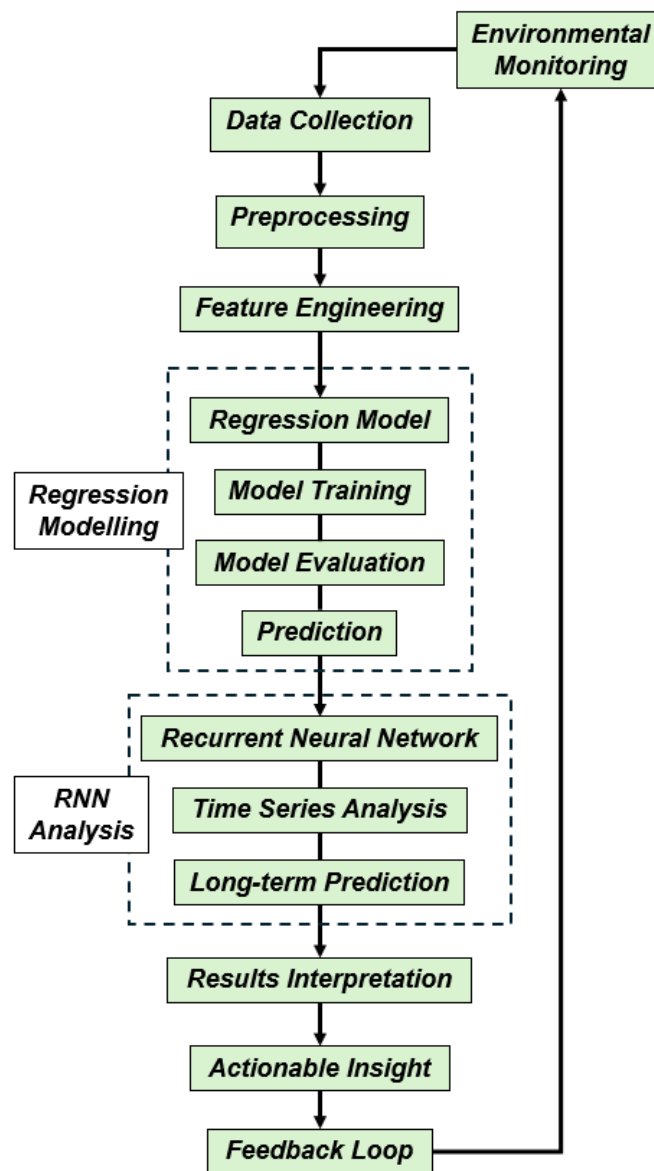 Environmental
Monitoring
Data Collection
Preprocessing
Feature Engineering
Regression Model
Regression
Modelling
Model Training
Model Evaluation
Prediction
Recurrent Neural Network
RNN
Analysis
Time Series Analysis
Long-term Prediction
Results Interpretation
Actionable Insight
Feedback Loop